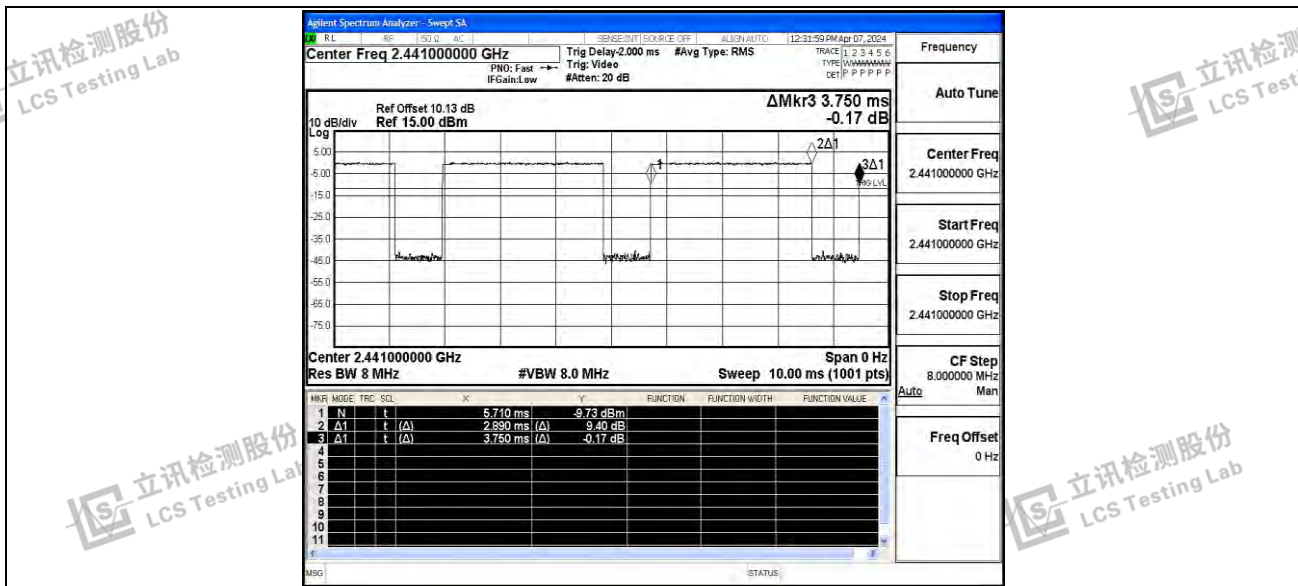 立讯检测股份
LCS Testing Lab
立讯检测
LCS Test
Agilent Spectrum Analyzer - Swept SA
RL RF 50 Ω AC SENSE:INT SOURCE OFF ALIGN AUTO 12:31:59 PM Apr 07, 2024
Center Freq 2.441000000 GHz
PNO: Fast
IFGain:Low
Trig Delay-2.000 ms #Avg Type: RMS
Trig: Video
#Atten: 20 dB
TRACE 1 2 3 4 5 6
TYPE WWWWWWW
DET P P P P P P
Frequency
Auto Tune
Ref Offset 10.13 dB
10 dB/div Ref 15.00 dBm
ΔMkr3 3.750 ms
-0.17 dB
Log
5.00
-5.00
-15.0
-25.0
-35.0
-45.0
-55.0
-65.0
-75.0
1
2Δ1
3Δ1
TRIG LVL
Center Freq
2.441000000 GHz
Start Freq
2.441000000 GHz
Stop Freq
2.441000000 GHz
Center 2.441000000 GHz Span 0 Hz
Res BW 8 MHz #VBW 8.0 MHz Sweep 10.00 ms (1001 pts)
CF Step
8.000000 MHz
Auto Man
MKR MODE TRC SCL X Y FUNCTION FUNCTION WIDTH FUNCTION VALUE
1 N t 5.710 ms -9.73 dBm
2 Δ1 t (Δ) 2.890 ms (Δ) 9.40 dB
3 Δ1 t (Δ) 3.750 ms (Δ) -0.17 dB
4
5
6
7
8
9
10
11
Freq Offset
0 Hz
MSG STATUS
立讯检测股份
LCS Testing Lab
立讯检测股份
LCS Testing Lab